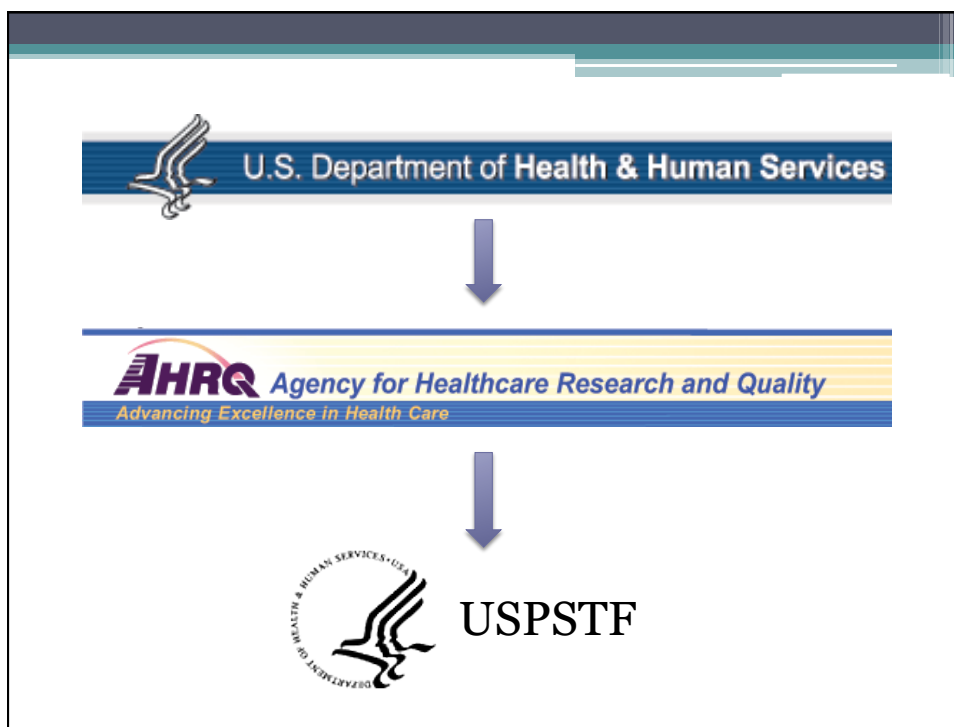 U.S. Department of Health & Human Services
AHRQ Agency for Healthcare Research and Quality
Advancing Excellence in Health Care
DEPARTMENT OF HEALTH & HUMAN SERVICES • USA
USPSTF